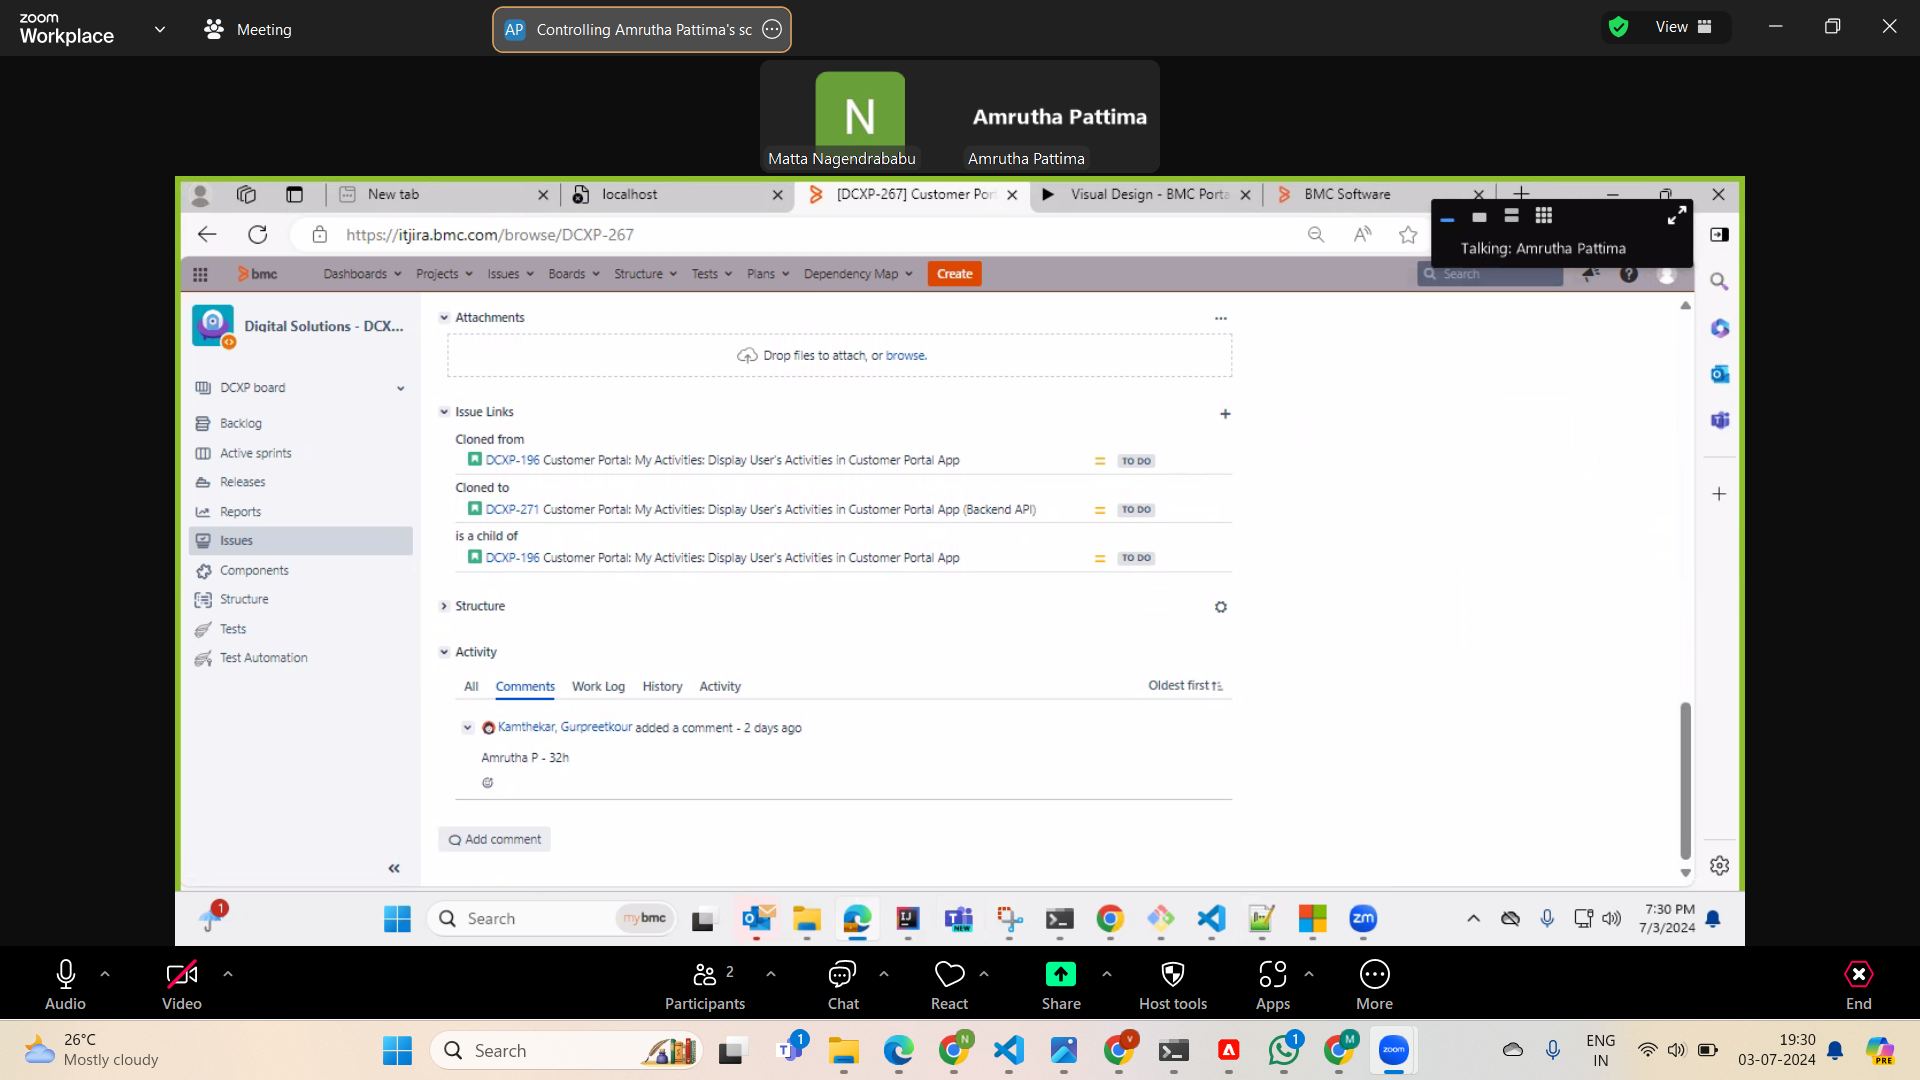 zoom
Workplace
Meeting
AP Controlling Amrutha Pattima's sc
View
N
Matta Nagendrababu
Amrutha Pattima
Amrutha Pattima
New tab
localhost
[DCXP-267] Customer Por
Visual Design - BMC Porta
BMC Software
https://itjira.bmc.com/browse/DCXP-267
Talking: Amrutha Pattima
bmc
Dashboards
Projects
Issues
Boards
Structure
Tests
Plans
Dependency Map
Create
Search
Digital Solutions - DCX...
DCXP board
Backlog
Active sprints
Releases
Reports
Issues
Components
Structure
Tests
Test Automation
Attachments
Drop files to attach, or browse.
Issue Links
Cloned from
DCXP-196 Customer Portal: My Activities: Display User's Activities in Customer Portal App TO DO
Cloned to
DCXP-271 Customer Portal: My Activities: Display User's Activities in Customer Portal App (Backend API) TO DO
is a child of
DCXP-196 Customer Portal: My Activities: Display User's Activities in Customer Portal App TO DO
Structure
Activity
All Comments Work Log History Activity Oldest first
Kamthekar, Gurpreetkour added a comment - 2 days ago
Amrutha P - 32h
Add comment
1
Search
my bmc
NEW
zm
7:30 PM
7/3/2024
Audio
Video
2
Participants
Chat
React
Share
Host tools
Apps
More
End
26°C
Mostly cloudy
Search
1
N
V
1
M
zoom
ENG
IN
19:30
03-07-2024
PRE